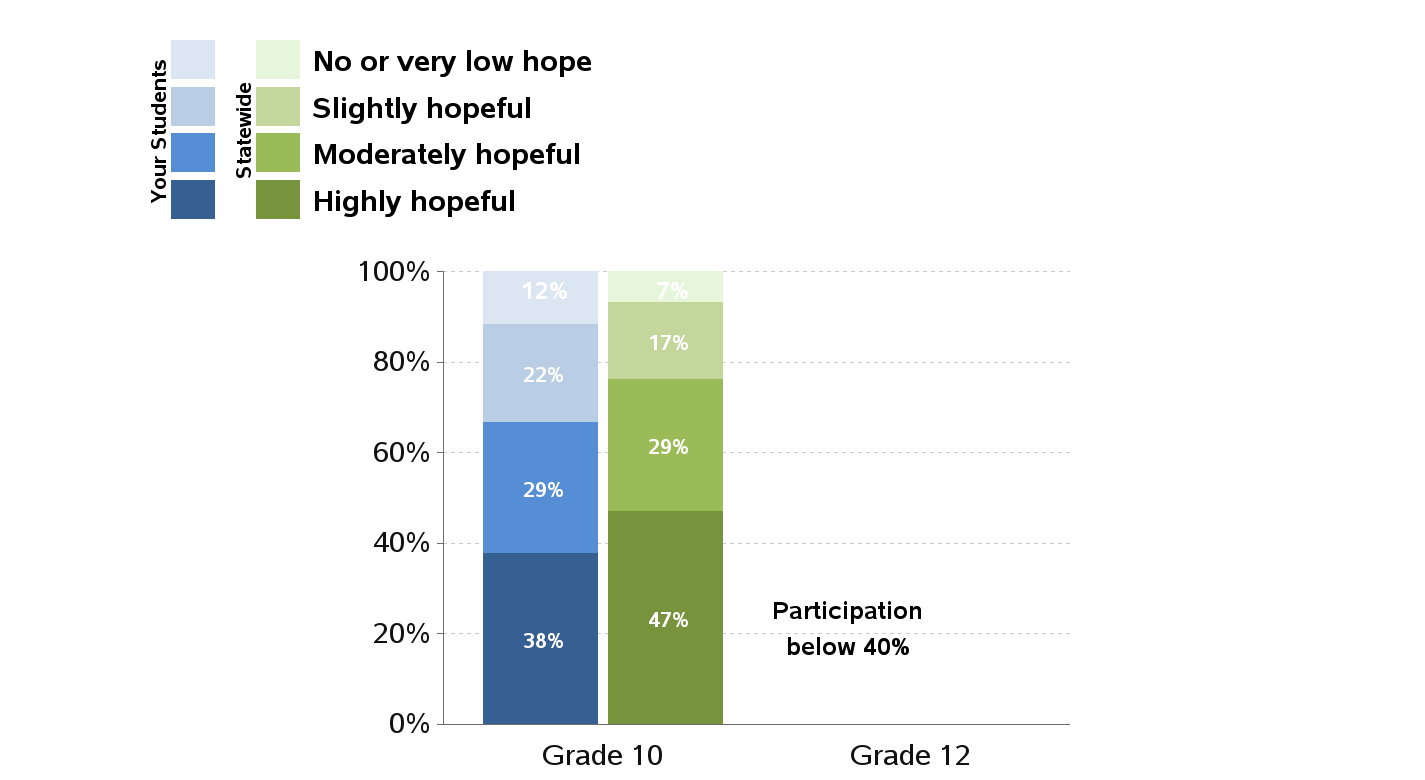 Your Students
Statewide
No or very low hope
Slightly hopeful
Moderately hopeful
Highly hopeful
100%
80%
60%
40%
20%
0%
12%
22%
29%
38%
7%
17%
29%
47%
Participation
below 40%
Grade 10
Grade 12